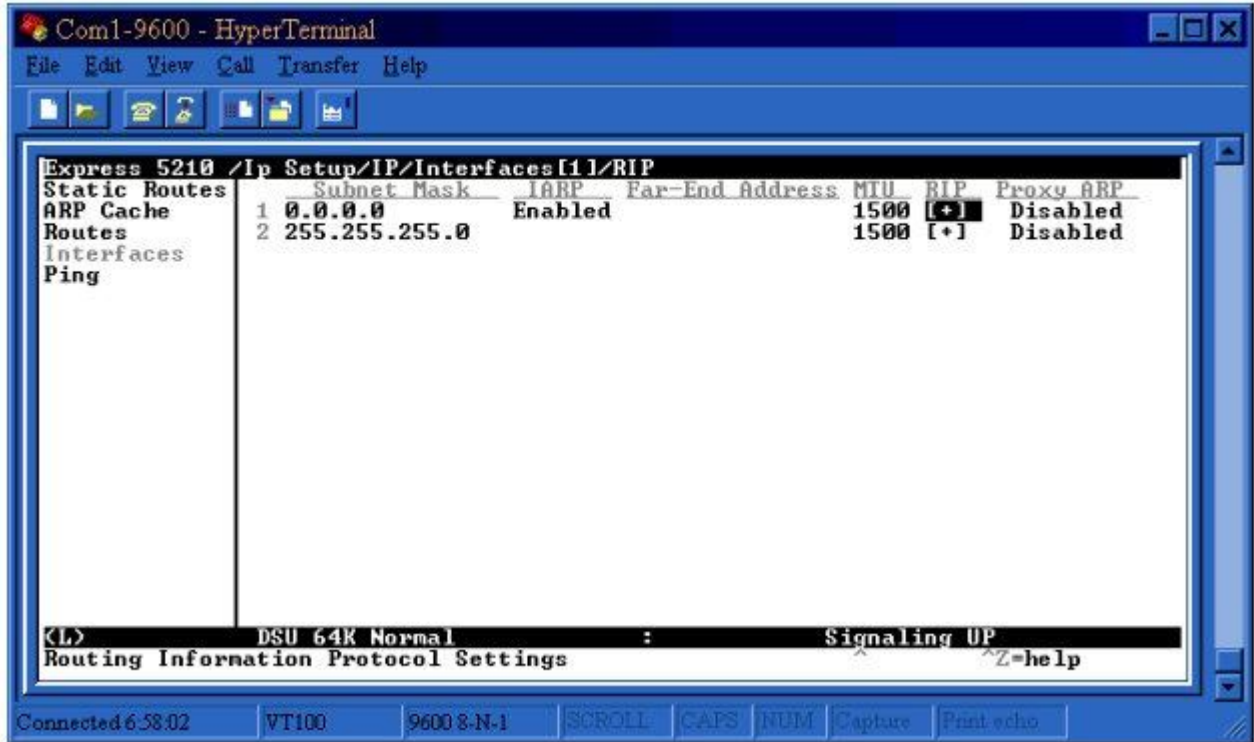 Com1-9600 - HyperTerminal
File Edit View Call Transfer Help
Express 5210 /Ip Setup/IP/Interfaces[1]/RIP
Static Routes Subnet Mask IARP Far-End Address MTU RIP Proxy ARP
ARP Cache 1 0.0.0.0 Enabled 1500 [+] Disabled
Routes 2 255.255.255.0 1500 [+] Disabled
Interfaces
Ping
(L) DSU 64K Normal : Signaling UP
Routing Information Protocol Settings ^ ^Z=help
Connected 6:58:02 VT100 9600 8-N-1 SCROLL CAPS NUM Capture Print echo